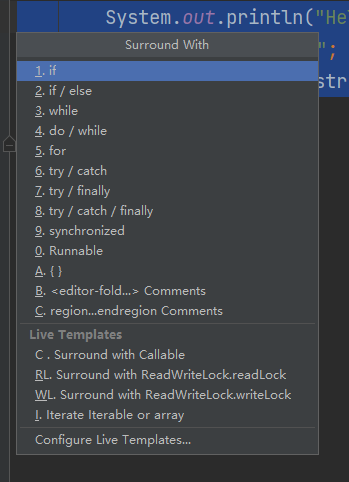 System.out.println("He
Surround With
";
str
1. if
2. if / else
3. while
4. do / while
5. for
6. try / catch
7. try / finally
8. try / catch / finally
9. synchronized
0. Runnable
A. { }
B. <editor-fold...> Comments
C. region...endregion Comments
Live Templates
C . Surround with Callable
RL. Surround with ReadWriteLock.readLock
WL. Surround with ReadWriteLock.writeLock
I. Iterate Iterable or array
Configure Live Templates...